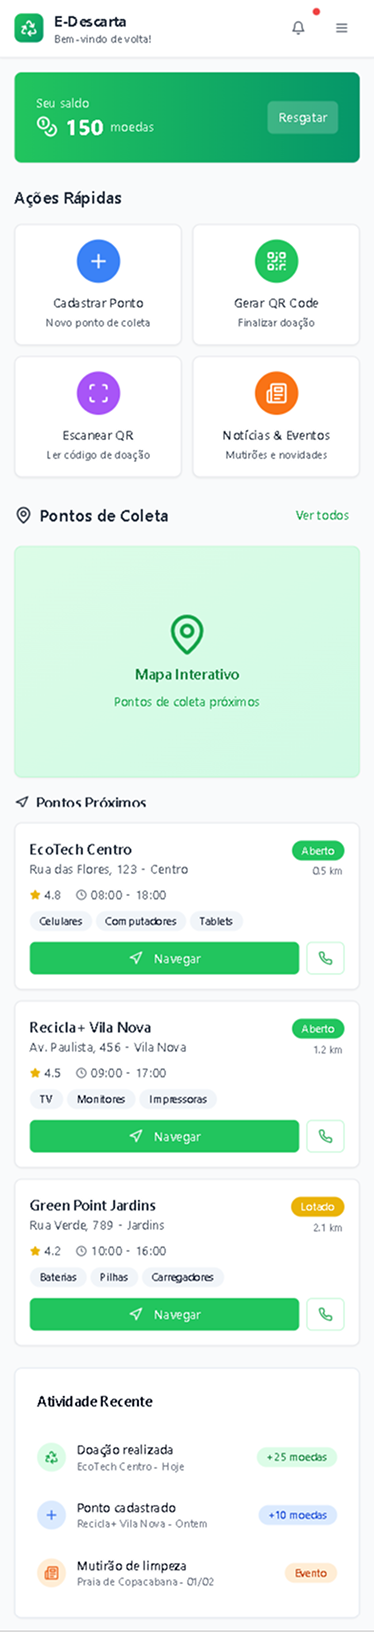 E-Descarta
Bem-vindo de volta!
Seu saldo
150 moedas
Resgatar
Ações Rápidas
Cadastrar Ponto
Novo ponto de coleta
Gerar QR Code
Finalizar doação
Escanear QR
Ler código de doação
Notícias & Eventos
Mutirões e novidades
Pontos de Coleta
Ver todos
Mapa Interativo
Pontos de coleta próximos
Pontos Próximos
EcoTech Centro
Aberto
Rua das Flores, 123 - Centro
0.5 km
4.8 08:00 - 18:00
Celulares Computadores Tablets
Navegar
Recicla+ Vila Nova
Aberto
Av. Paulista, 456 - Vila Nova
1.2 km
4.5 09:00 - 17:00
TV Monitores Impressoras
Navegar
Green Point Jardins
Lotado
Rua Verde, 789 - Jardins
2.1 km
4.2 10:00 - 16:00
Baterias Pilhas Carregadores
Navegar
Atividade Recente
Doação realizada
EcoTech Centro - Hoje
+25 moedas
Ponto cadastrado
Recicla+ Vila Nova - Ontem
+10 moedas
Mutirão de limpeza
Praia de Copacabana - 01/02
Evento